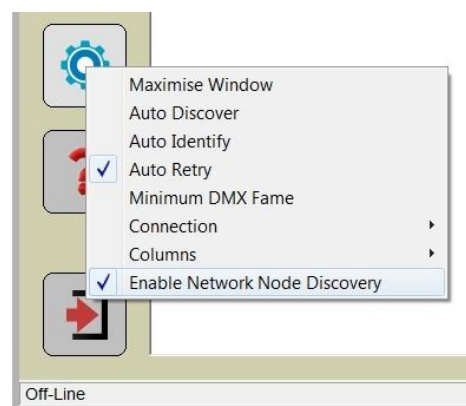 Maximise Window
Auto Discover
Auto Identify
Auto Retry
Minimum DMX Fame
Connection
Columns
Enable Network Node Discovery
Off-Line